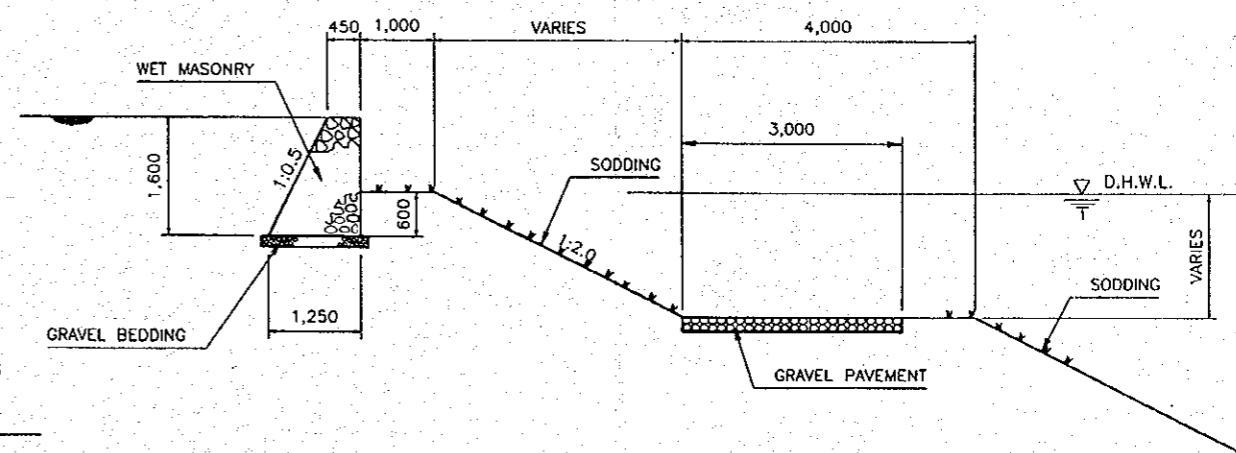 450 1,000 VARIES 4,000
WET MASONRY
3,000
1:0.5
1,600
SODDING
D.H.W.L.
600
1:2.0
VARIES
SODDING
1,250
GRAVEL BEDDING
GRAVEL PAVEMENT